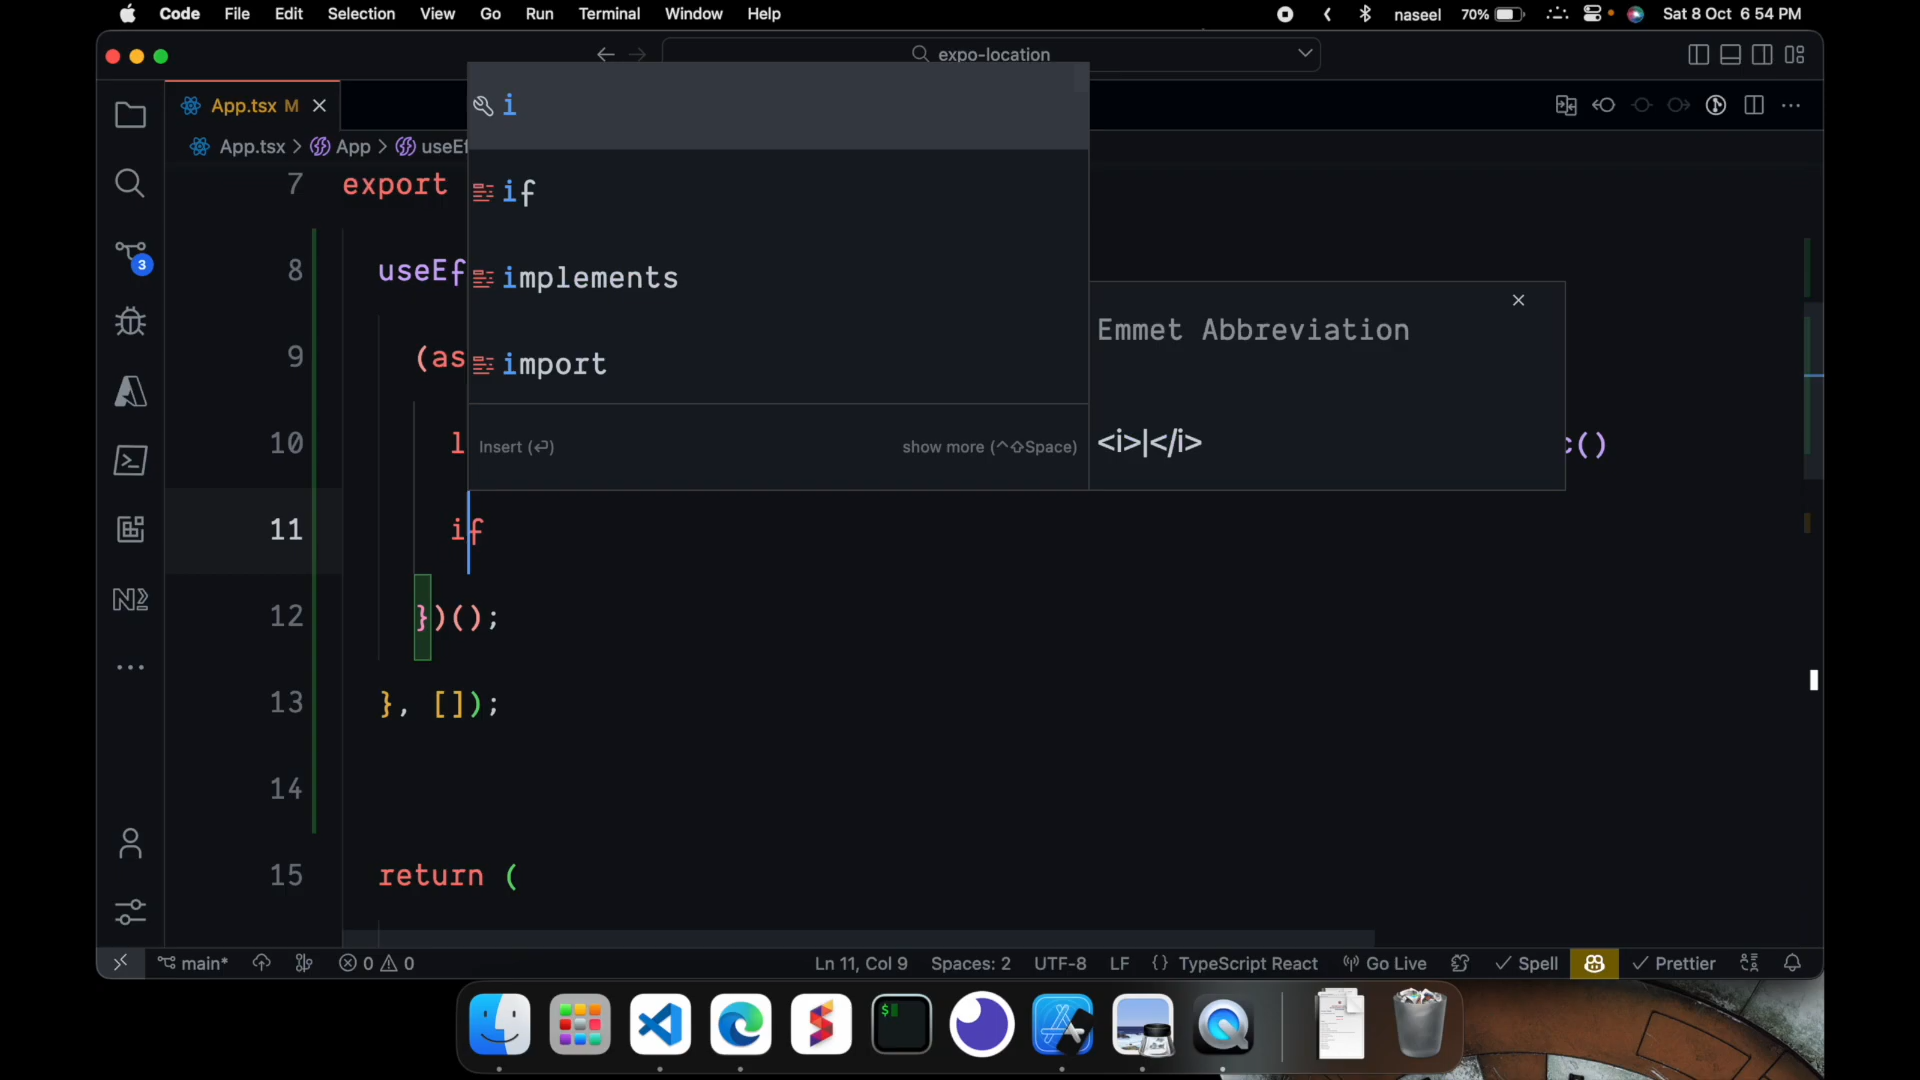 Code File Edit Selection View Go Run Terminal Window Help naseel 70% Sat 8 Oct 6 54 PM
expo-location
App.tsx M
App.tsx > App > useEf
i
if
implements
import
Insert (⏎)
show more (^⇧Space)
Emmet Abbreviation
<i>|</i>
7 export
8 useEf
9 (as
10 l c()
11 if
12 })();
13 }, []);
14
15 return (
3
main* 0 0 Ln 11, Col 9 Spaces: 2 UTF-8 LF {} TypeScript React Go Live Spell Prettier
$